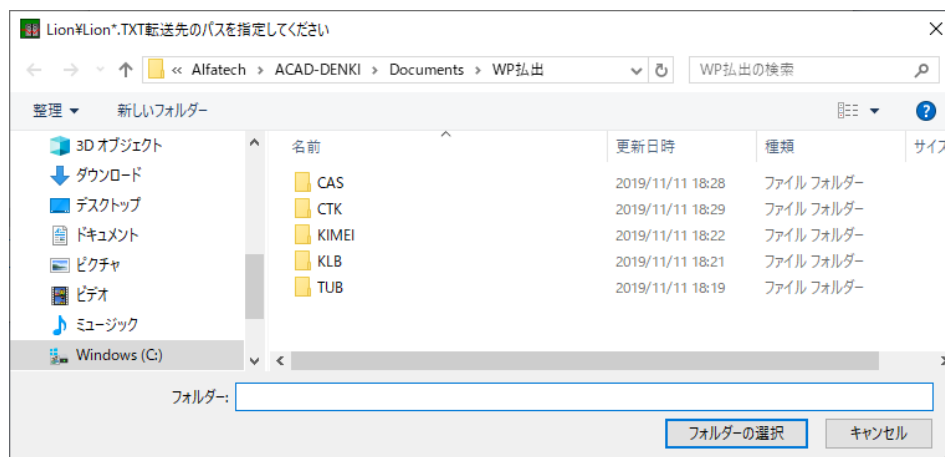 Lion¥Lion*.TXT転送先のパスを指定してください
« Alfatech › ACAD-DENKI › Documents › WP払出
WP払出の検索
整理 新しいフォルダー
名前 更新日時 種類 サイズ
3D オブジェクト
ダウンロード
デスクトップ
ドキュメント
ピクチャ
ビデオ
ミュージック
Windows (C:)
CAS 2019/11/11 18:28 ファイル フォルダー
CTK 2019/11/11 18:29 ファイル フォルダー
KIMEI 2019/11/11 18:22 ファイル フォルダー
KLB 2019/11/11 18:21 ファイル フォルダー
TUB 2019/11/11 18:19 ファイル フォルダー
フォルダー:
フォルダーの選択 キャンセル